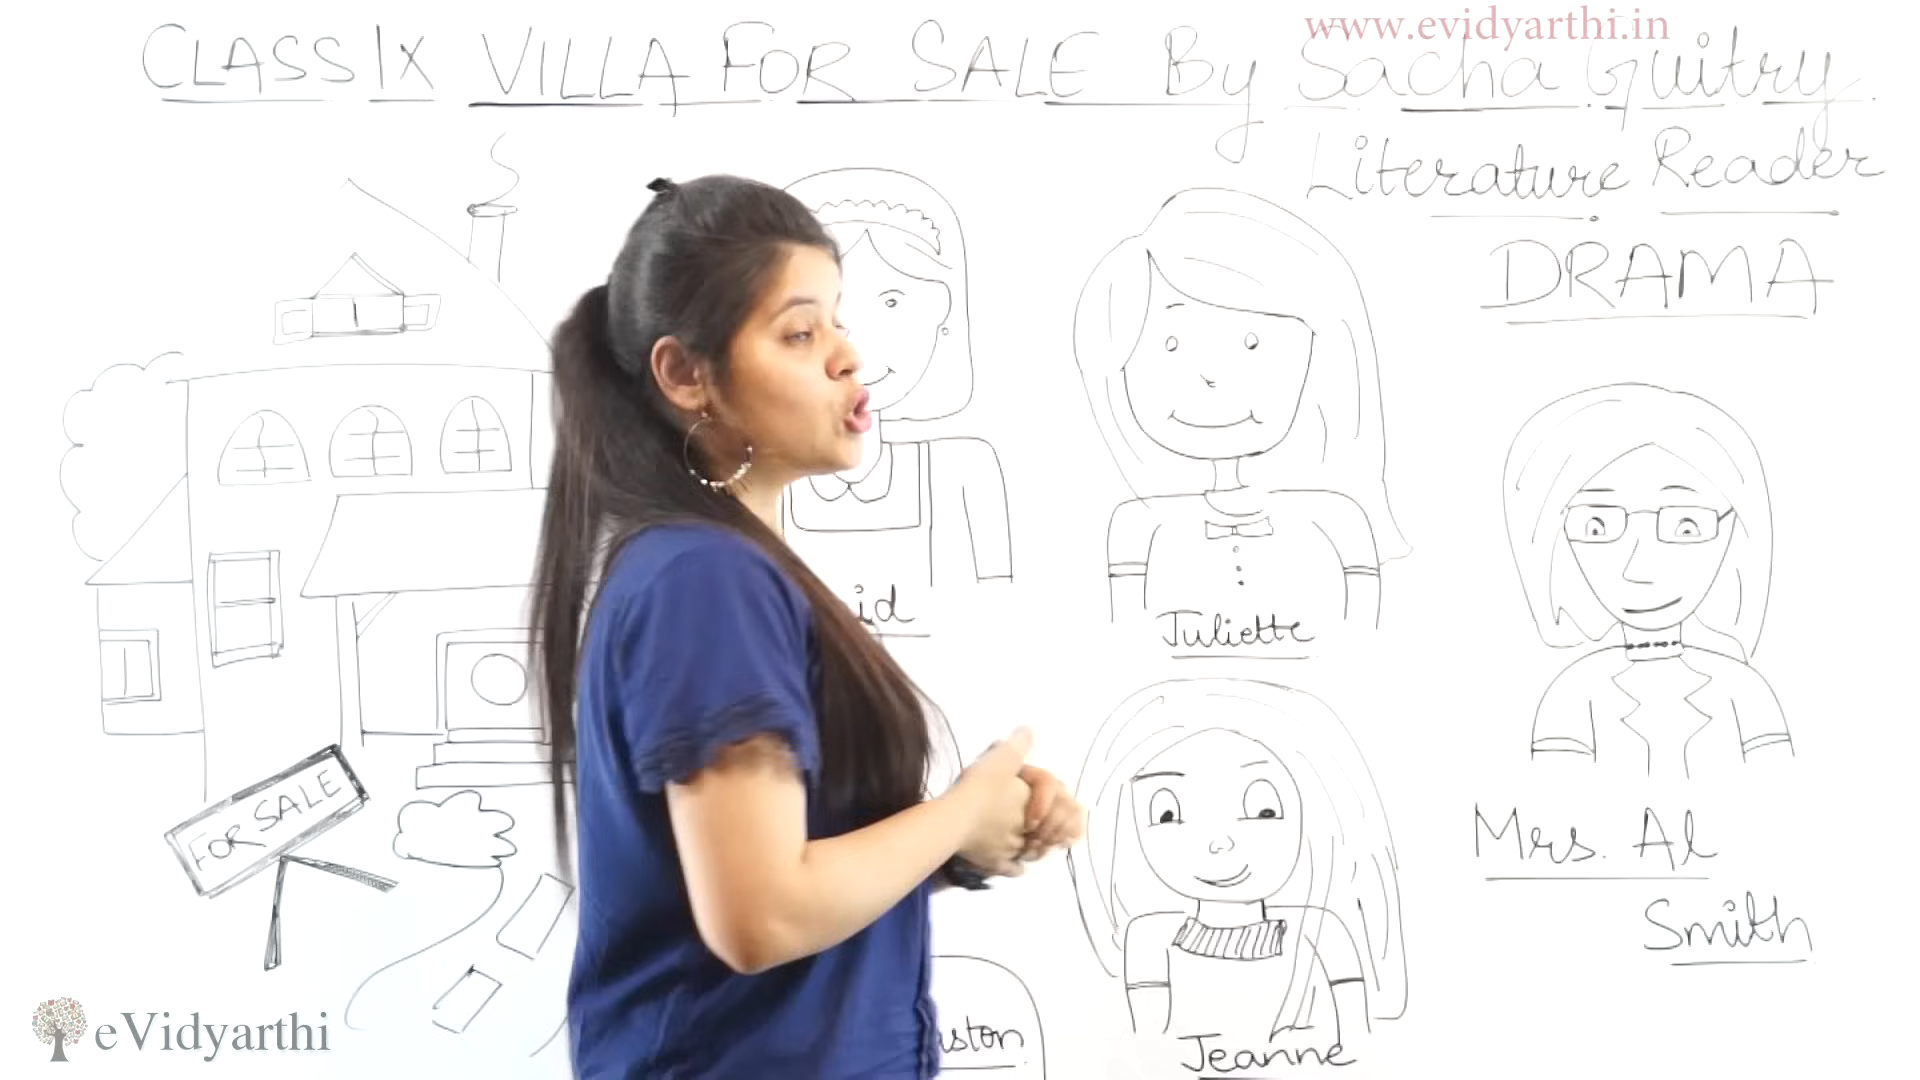 www.evidyarthi.in
CLASS IX VILLA FOR SALE By Sacha Guitry
Literature Reader
DRAMA
Juliette
FOR SALE
Mrs. Al
Smith
Jeanne
eVidyarthi